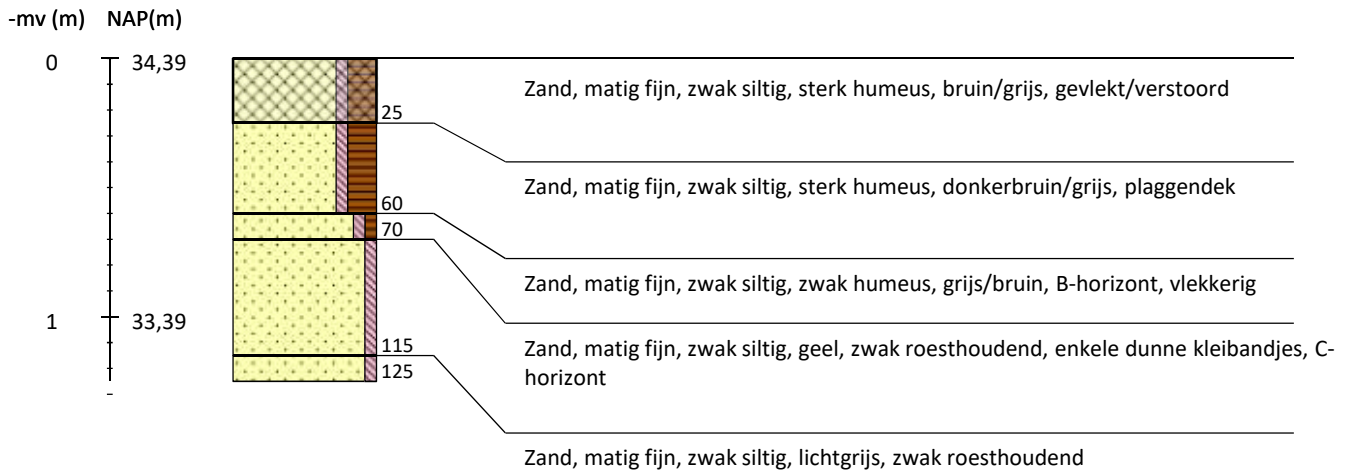 -mv (m) NAP(m)
0 34,39
Zand, matig fijn, zwak siltig, sterk humeus, bruin/grijs, gevlekt/verstoord
25
Zand, matig fijn, zwak siltig, sterk humeus, donkerbruin/grijs, plaggendek
60
70
Zand, matig fijn, zwak siltig, zwak humeus, grijs/bruin, B-horizont, vlekkerig
1 33,39
115
Zand, matig fijn, zwak siltig, geel, zwak roesthoudend, enkele dunne kleibandjes, C-
horizont
125
Zand, matig fijn, zwak siltig, lichtgrijs, zwak roesthoudend